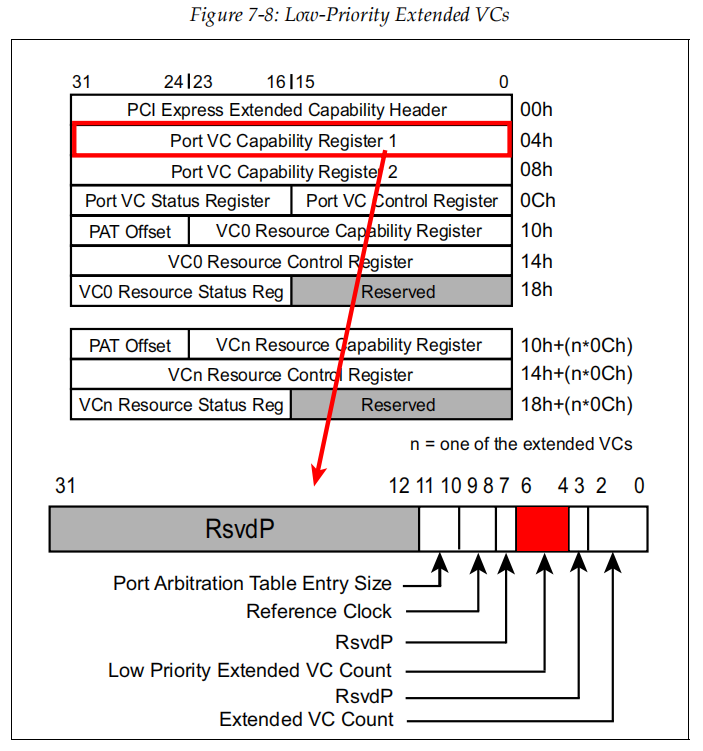 Figure 7-8: Low-Priority Extended VCs
31 24 23 16 15 0
PCI Express Extended Capability Header 00h
Port VC Capability Register 1 04h
Port VC Capability Register 2 08h
Port VC Status Register Port VC Control Register 0Ch
PAT Offset VC0 Resource Capability Register 10h
VC0 Resource Control Register 14h
VC0 Resource Status Reg Reserved 18h
PAT Offset VCn Resource Capability Register 10h+(n*0Ch)
VCn Resource Control Register 14h+(n*0Ch)
VCn Resource Status Reg Reserved 18h+(n*0Ch)
n = one of the extended VCs
31 12 11 10 9 8 7 6 4 3 2 0
RsvdP
Port Arbitration Table Entry Size
Reference Clock
RsvdP
Low Priority Extended VC Count
RsvdP
Extended VC Count